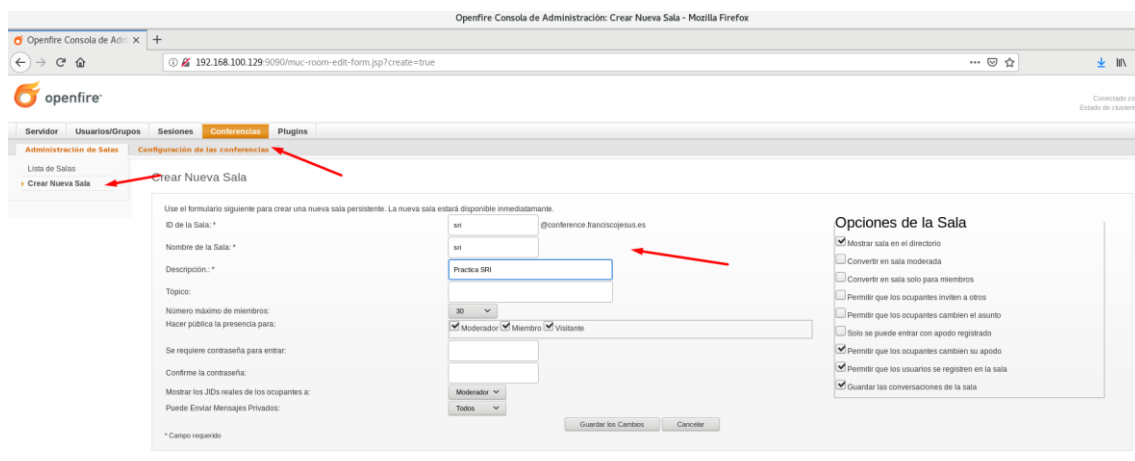 Openfire Consola de Administración: Crear Nueva Sala - Mozilla Firefox
Openfire Consola de Adm
192.168.100.129:9090/muc-room-edit-form.jsp?create=true
openfire
Conectado co
Estado de cluster
Servidor Usuarios/Grupos Sesiones Conferencias Plugins
Administración de Salas Configuración de las conferencias
Lista de Salas
Crear Nueva Sala
Crear Nueva Sala
Use el formulario siguiente para crear una nueva sala persistente. La nueva sala estará disponible inmediatamante.
ID de la Sala: * sri @conference.franciscojesus.es
Nombre de la Sala: * sri
Descripción.: * Practica SRI
Tópico:
Número máximo de miembros: 30
Hacer pública la presencia para: Moderador Miembro Visitante
Se requiere contraseña para entrar:
Confirme la contraseña:
Mostrar los JIDs reales de los ocupantes a: Moderador
Puede Enviar Mensajes Privados: Todos
Opciones de la Sala
Mostrar sala en el directorio
Convertir en sala moderada
Convertir en sala solo para miembros
Permitir que los ocupantes inviten a otros
Permitir que los ocupantes cambien el asunto
Solo se puede entrar con apodo registrado
Permitir que los ocupantes cambien su apodo
Permitir que los usuarios se registren en la sala
Guardar las conversaciones de la sala
Guardar los Cambios Cancelar
* Campo requerido